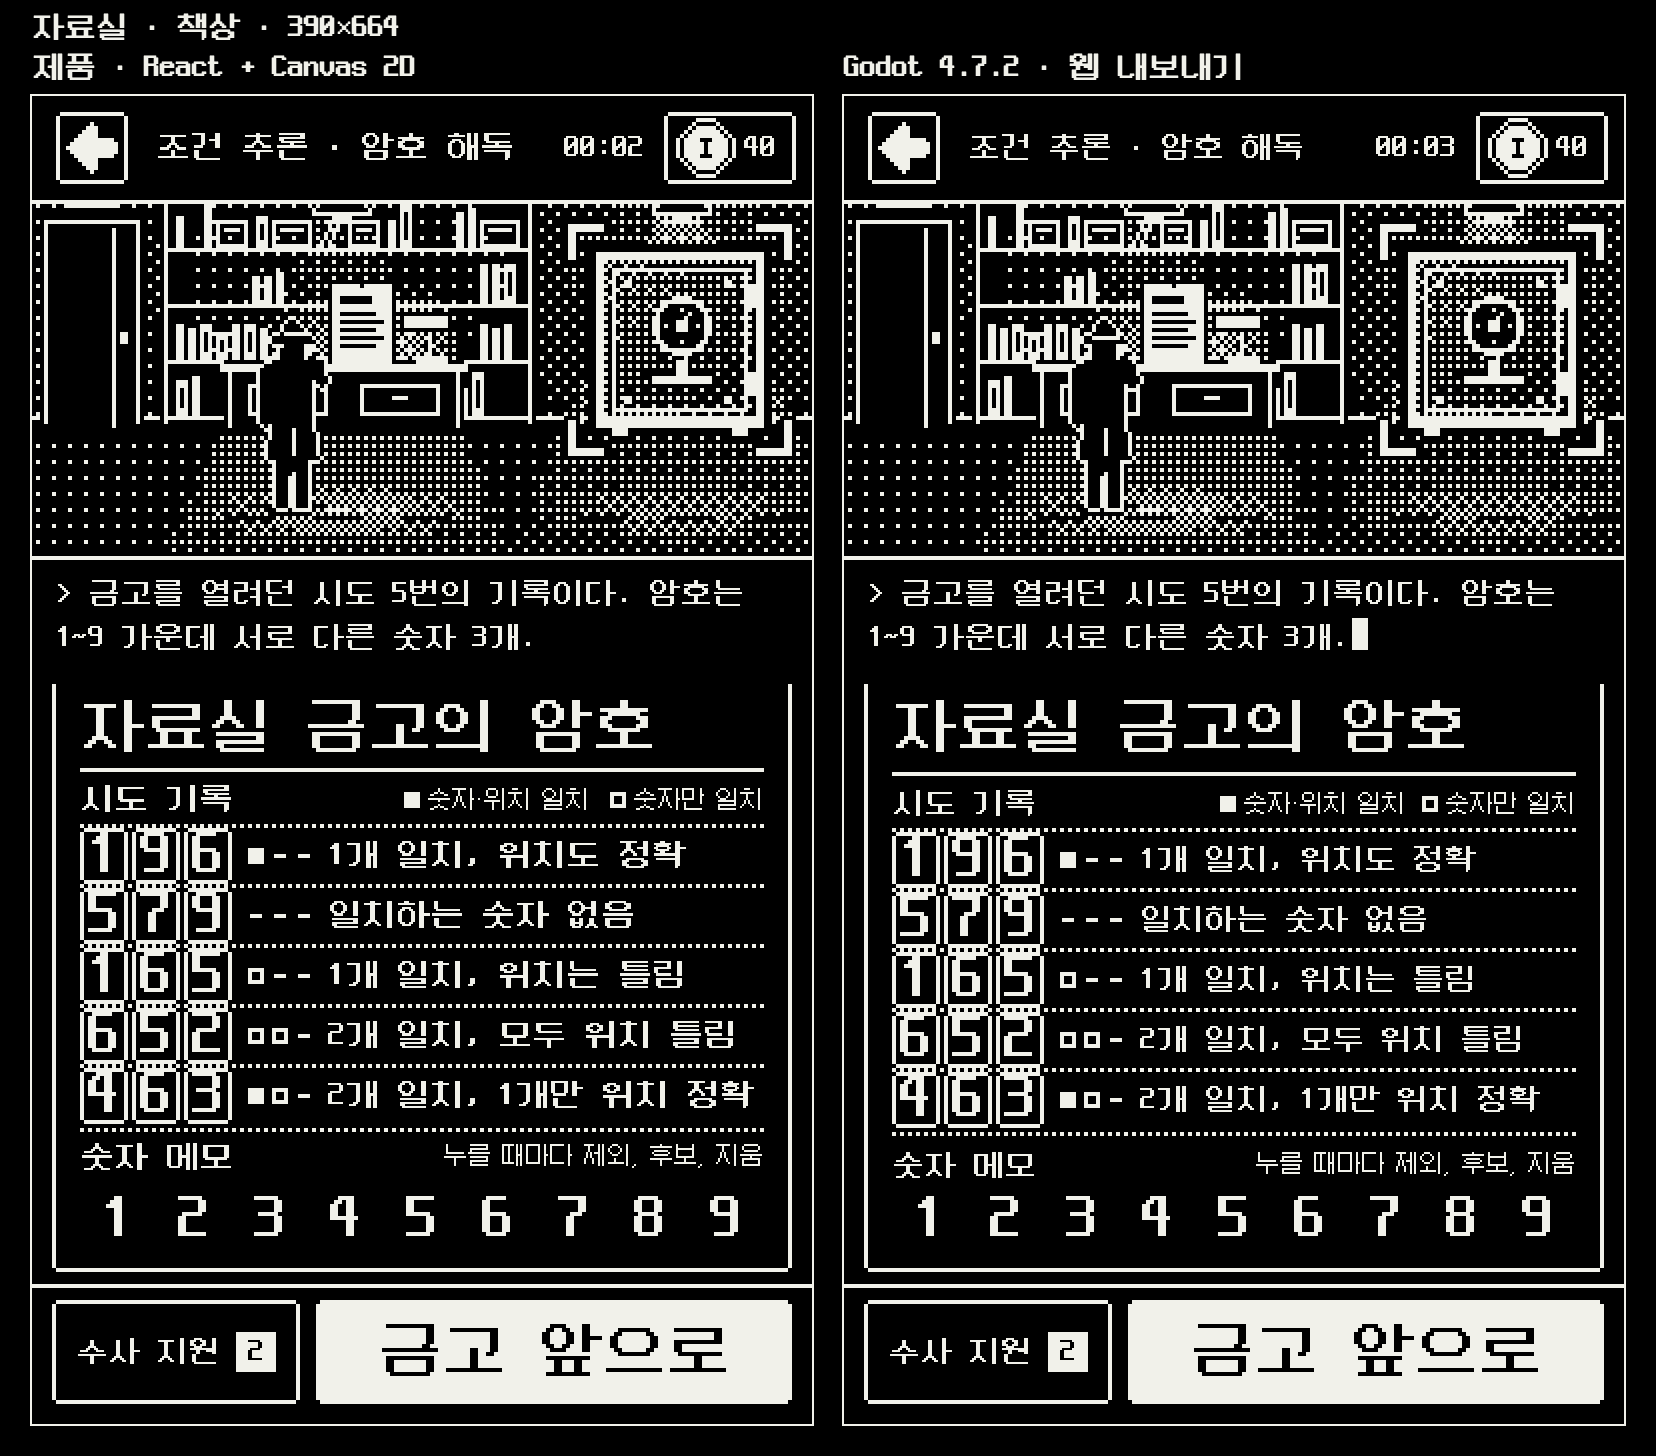 자료실 · 책상 · 390×664
제품 · React + Canvas 2D
조건 추론 · 암호 해독 00:02 I 40
> 금고를 열려던 시도 5번의 기록이다. 암호는
1~9 가운데 서로 다른 숫자 3개.
자료실 금고의 암호
시도 기록 ■숫자·위치 일치 □숫자만 일치
196 ■-- 1개 일치, 위치도 정확
579 --- 일치하는 숫자 없음
165 □-- 1개 일치, 위치는 틀림
652 □□- 2개 일치, 모두 위치 틀림
463 ■□- 2개 일치, 1개만 위치 정확
숫자 메모 누를 때마다 제외, 후보, 지움
1 2 3 4 5 6 7 8 9
수사 지원 2 금고 앞으로
Godot 4.7.2 · 웹 내보내기
조건 추론 · 암호 해독 00:03 I 40
> 금고를 열려던 시도 5번의 기록이다. 암호는
1~9 가운데 서로 다른 숫자 3개.
자료실 금고의 암호
시도 기록 ■숫자·위치 일치 □숫자만 일치
196 ■-- 1개 일치, 위치도 정확
579 --- 일치하는 숫자 없음
165 □-- 1개 일치, 위치는 틀림
652 □□- 2개 일치, 모두 위치 틀림
463 ■□- 2개 일치, 1개만 위치 정확
숫자 메모 누를 때마다 제외, 후보, 지움
1 2 3 4 5 6 7 8 9
수사 지원 2 금고 앞으로